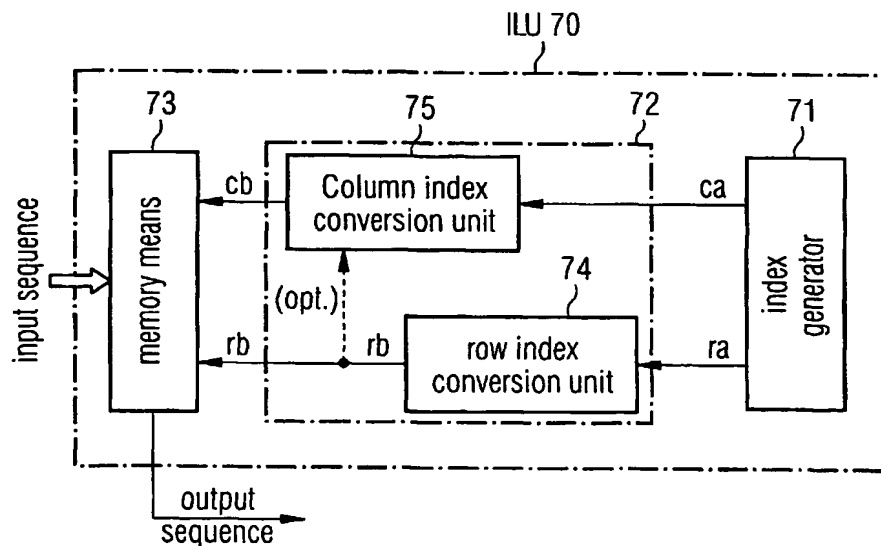 ILU 70
73
75
72
71
input sequence
memory means
cb
Column index
conversion unit
ca
index
generator
(opt.)
74
rb
rb
row index
conversion unit
ra
output
sequence